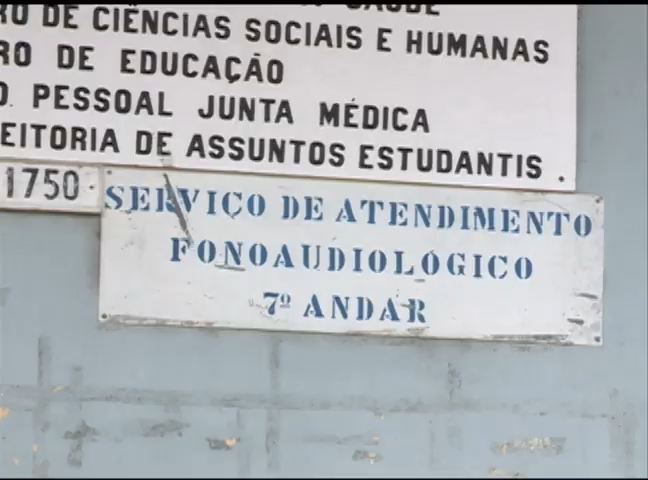 SAÚDE
RO DE CIÊNCIAS SOCIAIS E HUMANAS
RO DE EDUCAÇÃO
O. PESSOAL JUNTA MÉDICA
EITORIA DE ASSUNTOS ESTUDANTIS.
1750
SERVIÇO DE ATENDIMENTO
FONOAUDIOLÓGICO
7º ANDAR